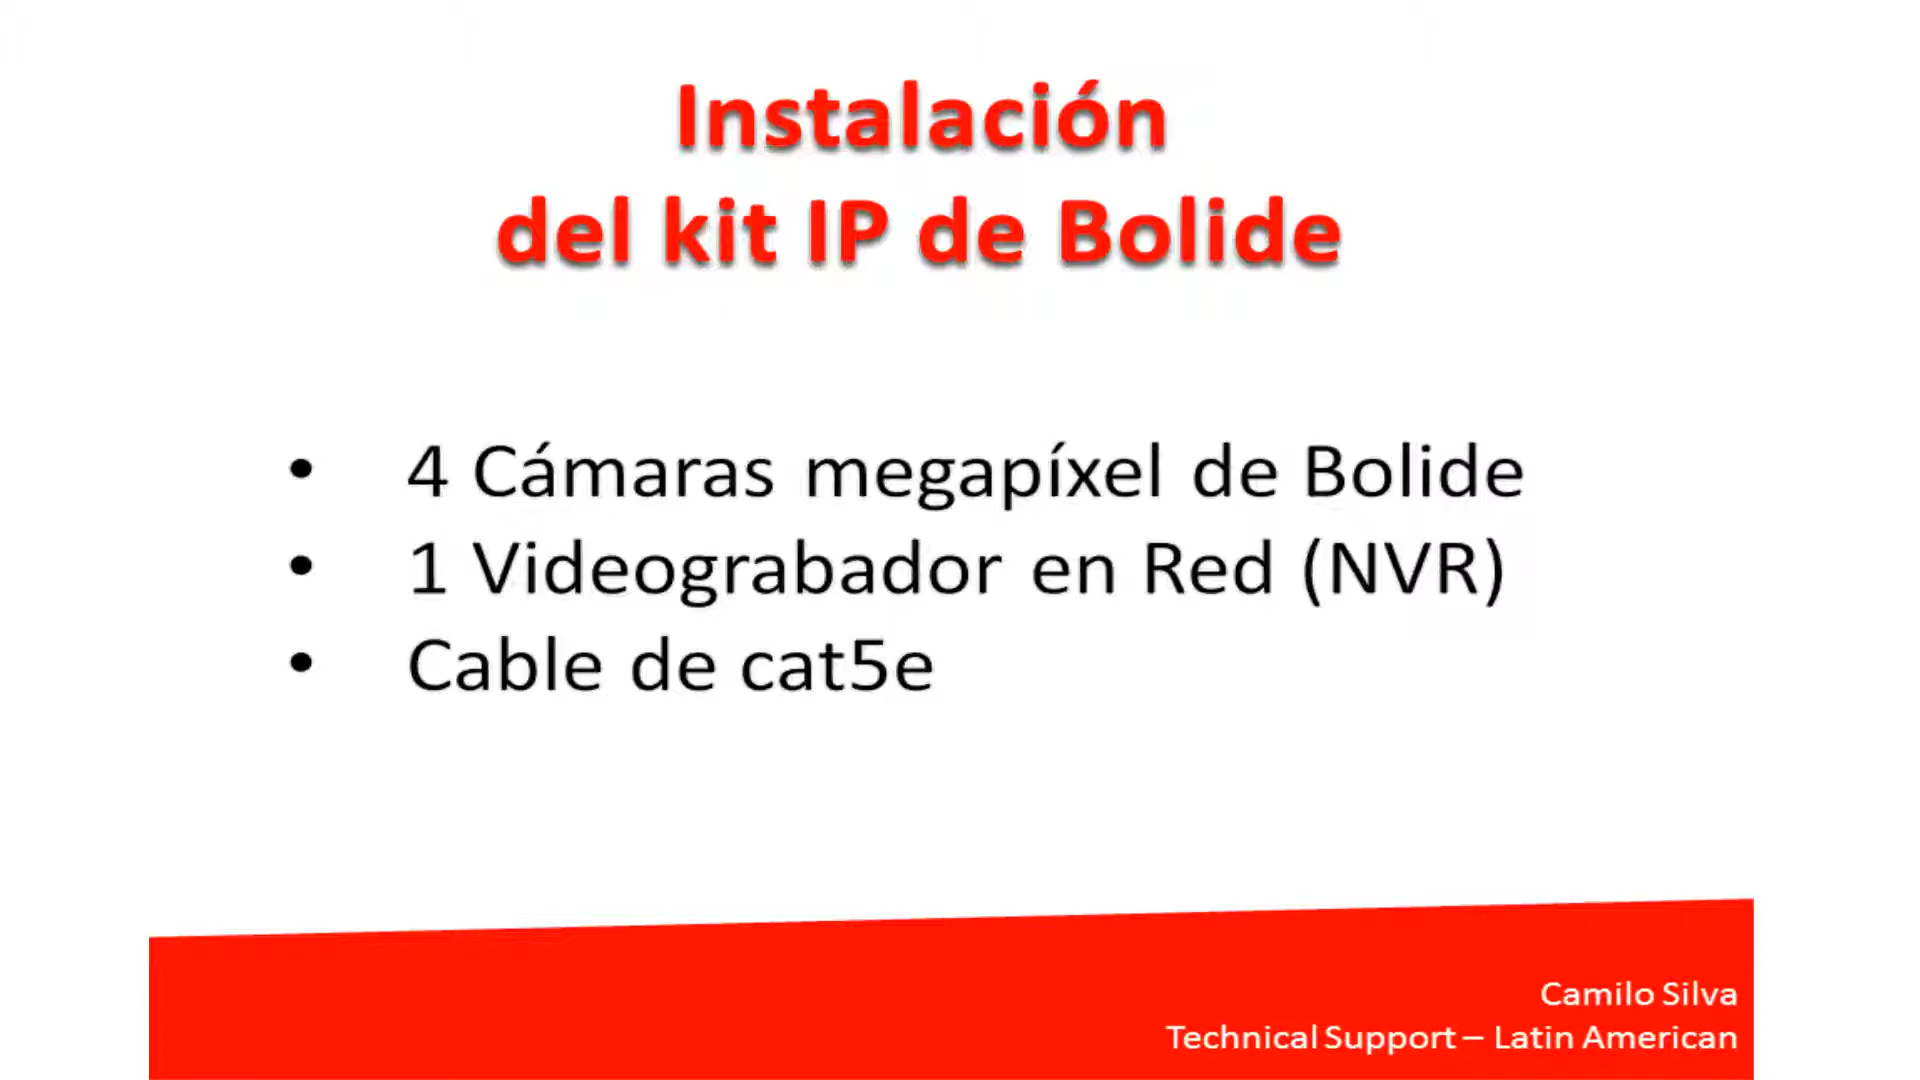 Instalación
del kit IP de Bolide
• 4 Cámaras megapíxel de Bolide
• 1 Videograbador en Red (NVR)
• Cable de cat5e
Camilo Silva
Technical Support – Latin American